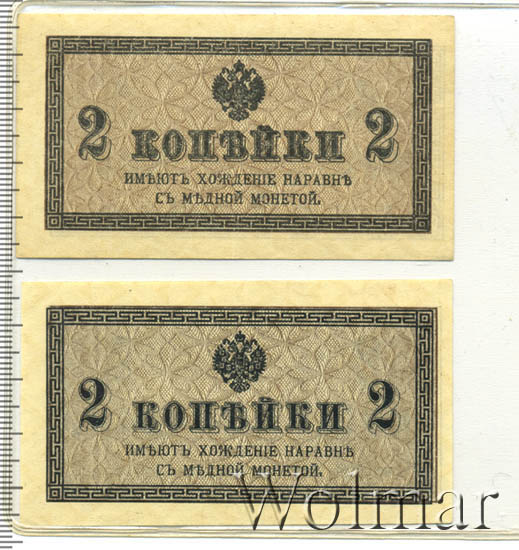 2 КОПѢЙКИ 2
ИМѢЮТЪ ХОЖДЕНІЕ НАРАВНѢ
СЪ МѢДНОЙ МОНЕТОЙ.
2 КОПѢЙКИ 2
ИМѢЮТЪ ХОЖДЕНІЕ НАРАВНѢ
СЪ МѢДНОЙ МОНЕТОЙ.
Wolmar